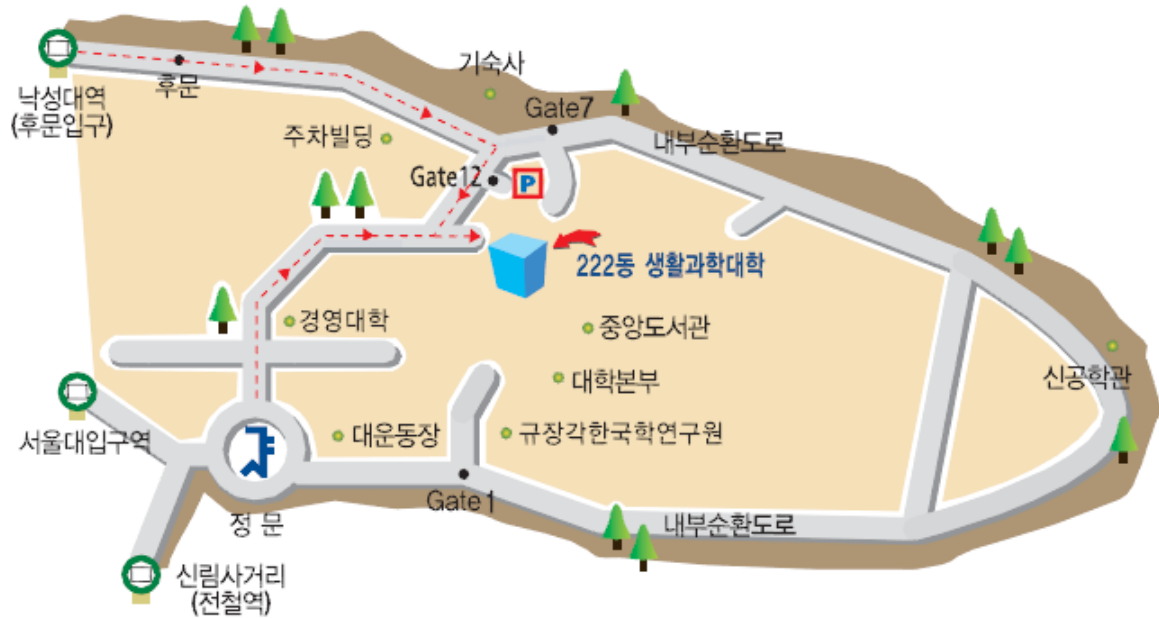 기숙사
낙성대역
(후문입구)
후문
Gate7
주차빌딩
내부순환도로
Gate12
P
222동 생활과학대학
경영대학
중앙도서관
신공학관
대학본부
서울대입구역
대운동장
규장각한국학연구원
Gate1
정 문
내부순환도로
신림사거리
(전철역)